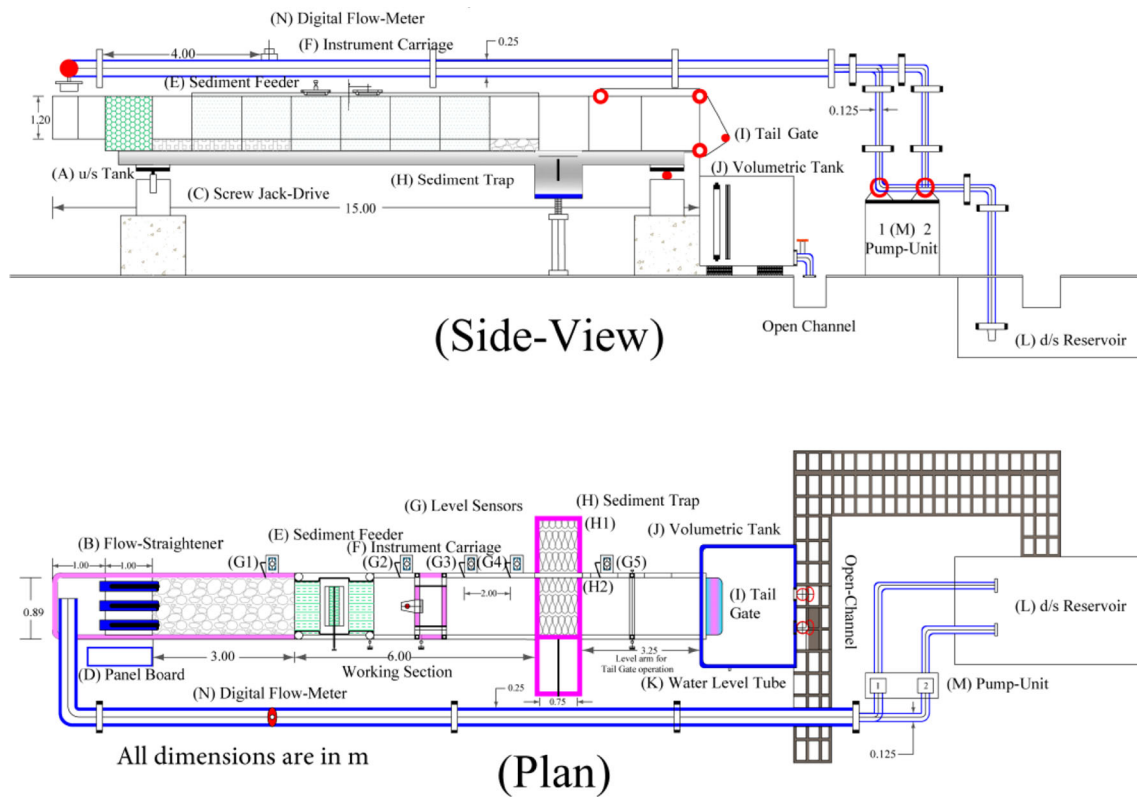 (N) Digital Flow-Meter
4.00
(F) Instrument Carriage
0.25
(E) Sediment Feeder
1.20
0.125
(I) Tail Gate
(A) u/s Tank
(H) Sediment Trap
(J) Volumetric Tank
(C) Screw Jack-Drive
15.00
1 (M) 2
Pump-Unit
Open Channel
(L) d/s Reservoir
(Side-View)
(G) Level Sensors
(H) Sediment Trap
(H1)
(E) Sediment Feeder
(J) Volumetric Tank
(B) Flow-Straightener
(F) Instrument Carriage
1.00
1.00
(G1)
(G2)
(G3)
(G4)
(G5)
(H2)
2.00
0.89
(I) Tail
Gate
Open-Channel
(L) d/s Reservoir
3.00
6.00
3.25
Working Section
Level arm for
Tail Gate operation
(D) Panel Board
(K) Water Level Tube
1
2
(M) Pump-Unit
(N) Digital Flow-Meter
0.25
0.75
0.125
All dimensions are in m
(Plan)